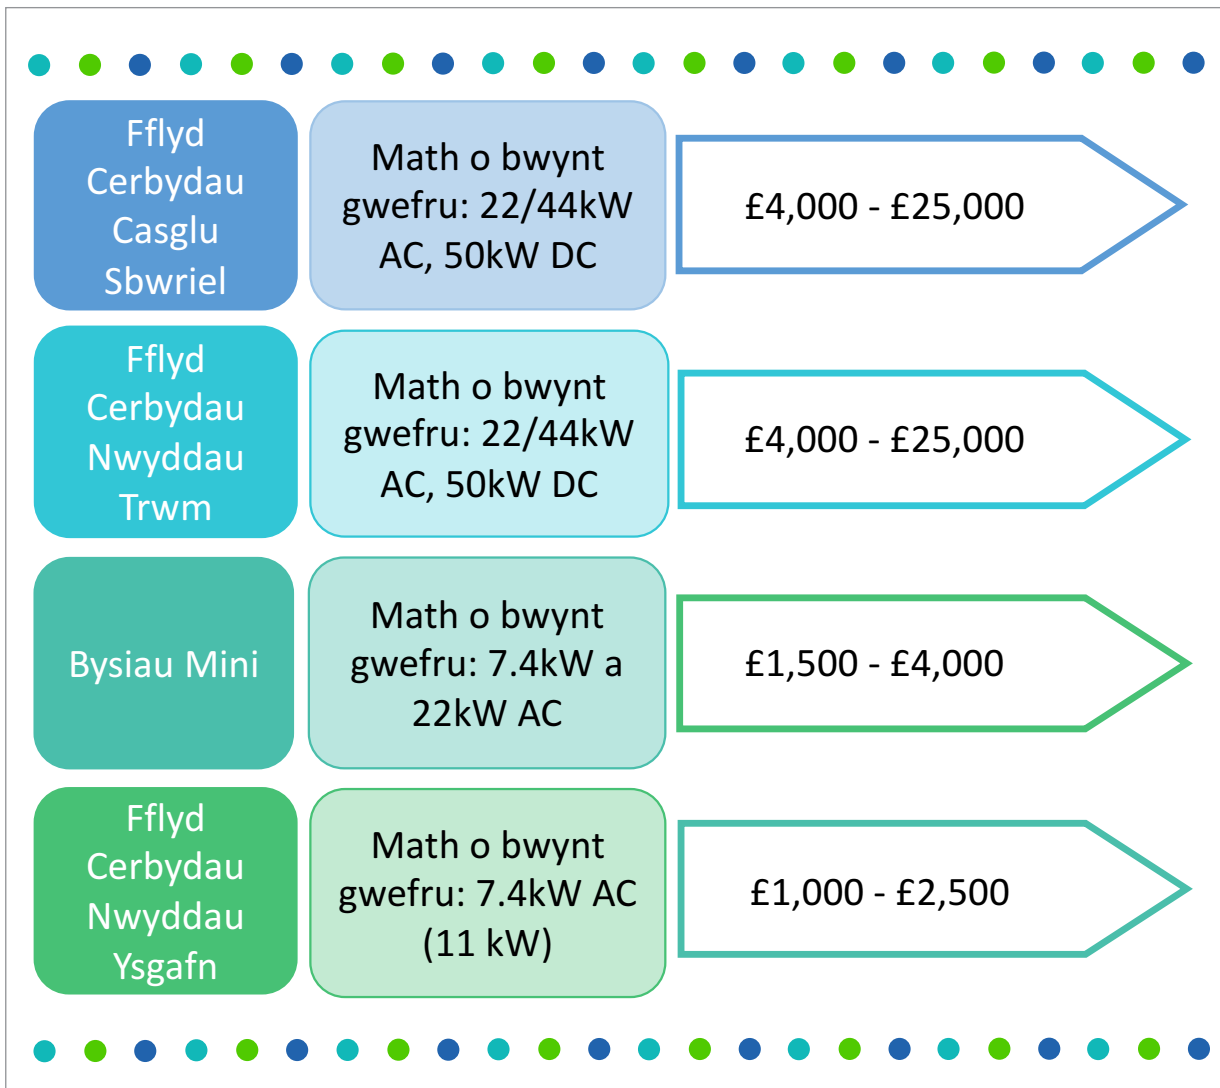 Fflyd
Cerbydau
Casglu
Sbwriel
Math o bwynt
gwefru: 22/44kW
AC, 50kW DC
£4,000 - £25,000
Fflyd
Cerbydau
Nwyddau
Trwm
Math o bwynt
gwefru: 22/44kW
AC, 50kW DC
£4,000 - £25,000
Bysiau Mini
Math o bwynt
gwefru: 7.4kW a
22kW AC
£1,500 - £4,000
Fflyd
Cerbydau
Nwyddau
Ysgafn
Math o bwynt
gwefru: 7.4kW AC
(11 kW)
£1,000 - £2,500